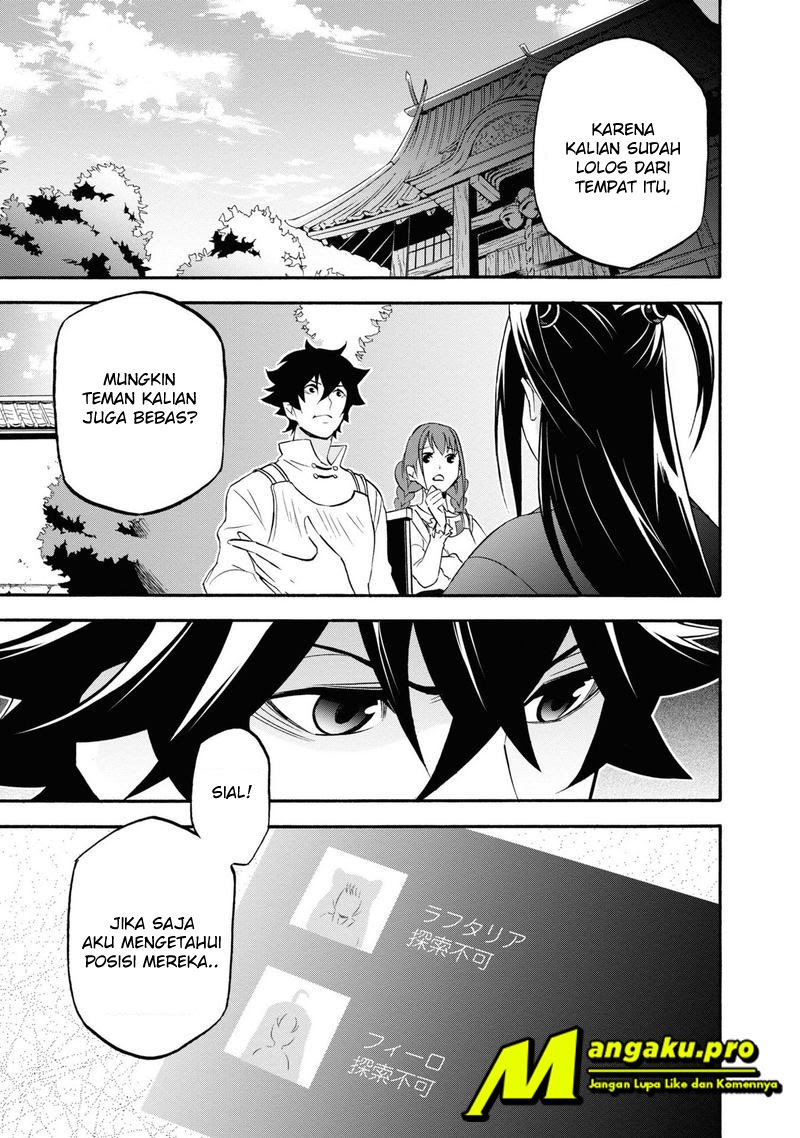 KARENA
KALIAN SUDAH
LOLOS DARI
TEMPAT ITU,
MUNGKIN
TEMAN KALIAN
JUGA BEBAS?
SIAL!
JIKA SAJA
AKU MENGETAHUI
POSISI MEREKA..
ラフタリア
探索不可
フィーロ
探索不可
Mangaku.pro
Jangan Lupa Like dan Komennya